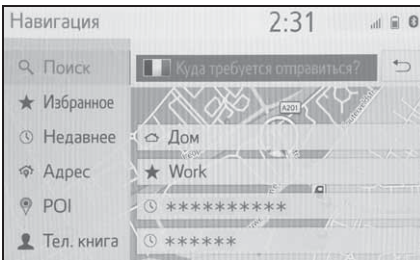 Навигация 2:31
Поиск
Куда требуется отправиться?
Избранное
A201
Недавнее
Дом
Адрес
★ Work
POI
**********
Тел. книга
******